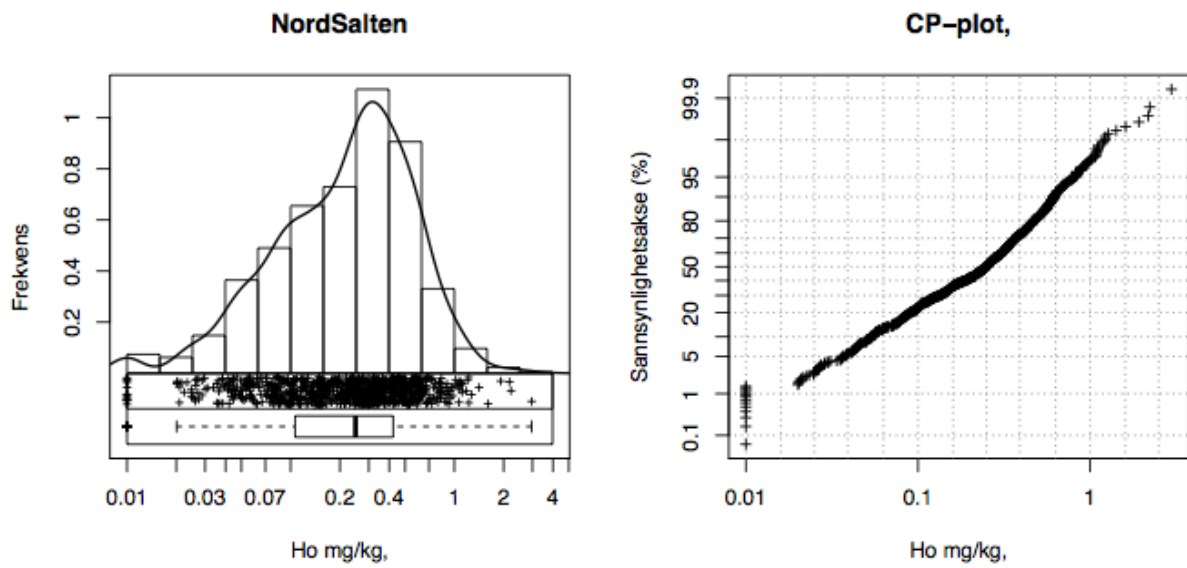 NordSalten
Frekvens
1
0.8
0.6
0.4
0.2
0.01 0.03 0.07 0.2 0.4 1 2 4
Ho mg/kg,
CP-plot,
Sannsynlighetsakse (%)
99.9
95
80
50
20
5
1
0.1
0.01 0.1 1
Ho mg/kg,